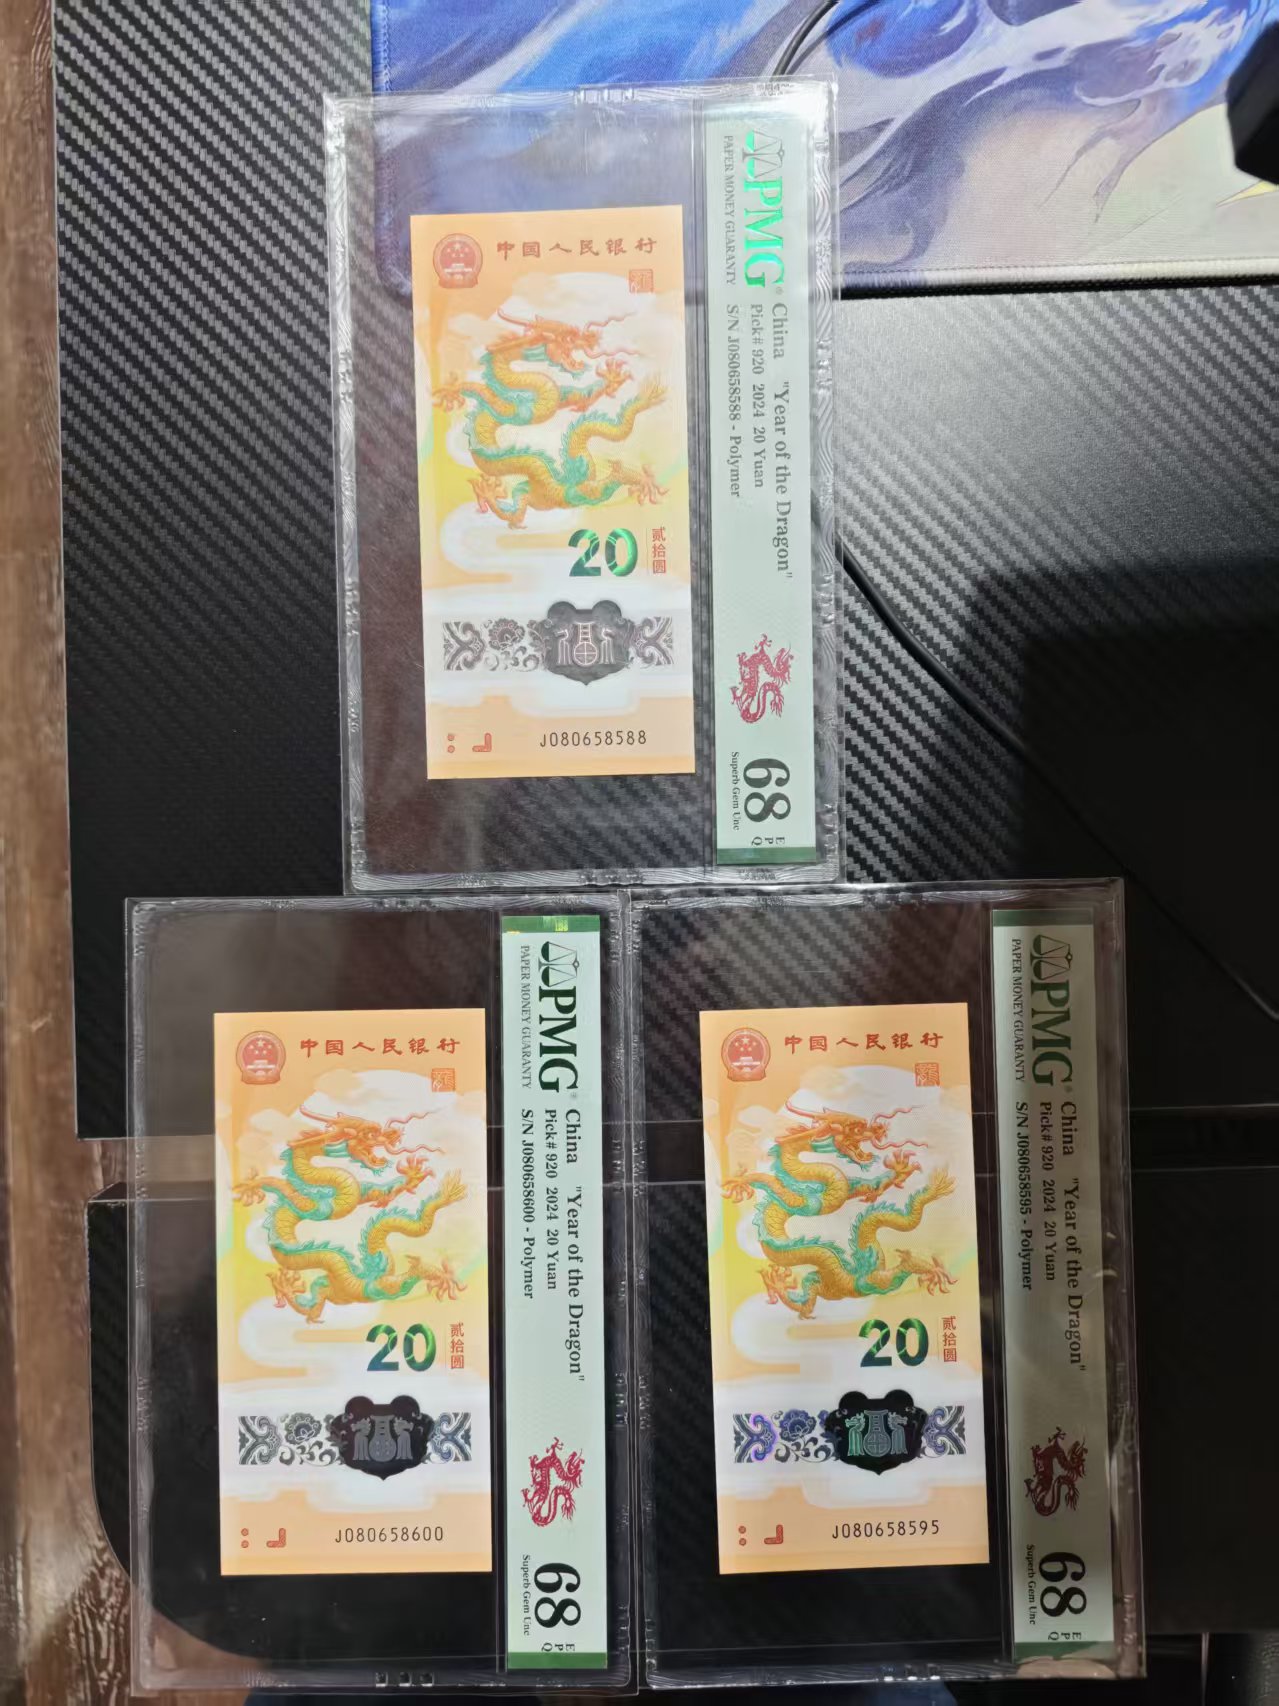 中国人民银行
龍
20
贰拾圆
J080658588
PMG®
PAPER MONEY GUARANTY
China "Year of the Dragon"
Pick# 920 2024 20 Yuan
S/N J080658588 - Polymer
68
EPQ
Superb Gem Unc
中国人民银行
龍
20
贰拾圆
J080658600
PMG®
PAPER MONEY GUARANTY
China "Year of the Dragon"
Pick# 920 2024 20 Yuan
S/N J080658600 - Polymer
68
EPQ
Superb Gem Unc
中国人民银行
龍
20
贰拾圆
J080658595
PMG®
PAPER MONEY GUARANTY
China "Year of the Dragon"
Pick# 920 2024 20 Yuan
S/N J080658595 - Polymer
68
EPQ
Superb Gem Unc